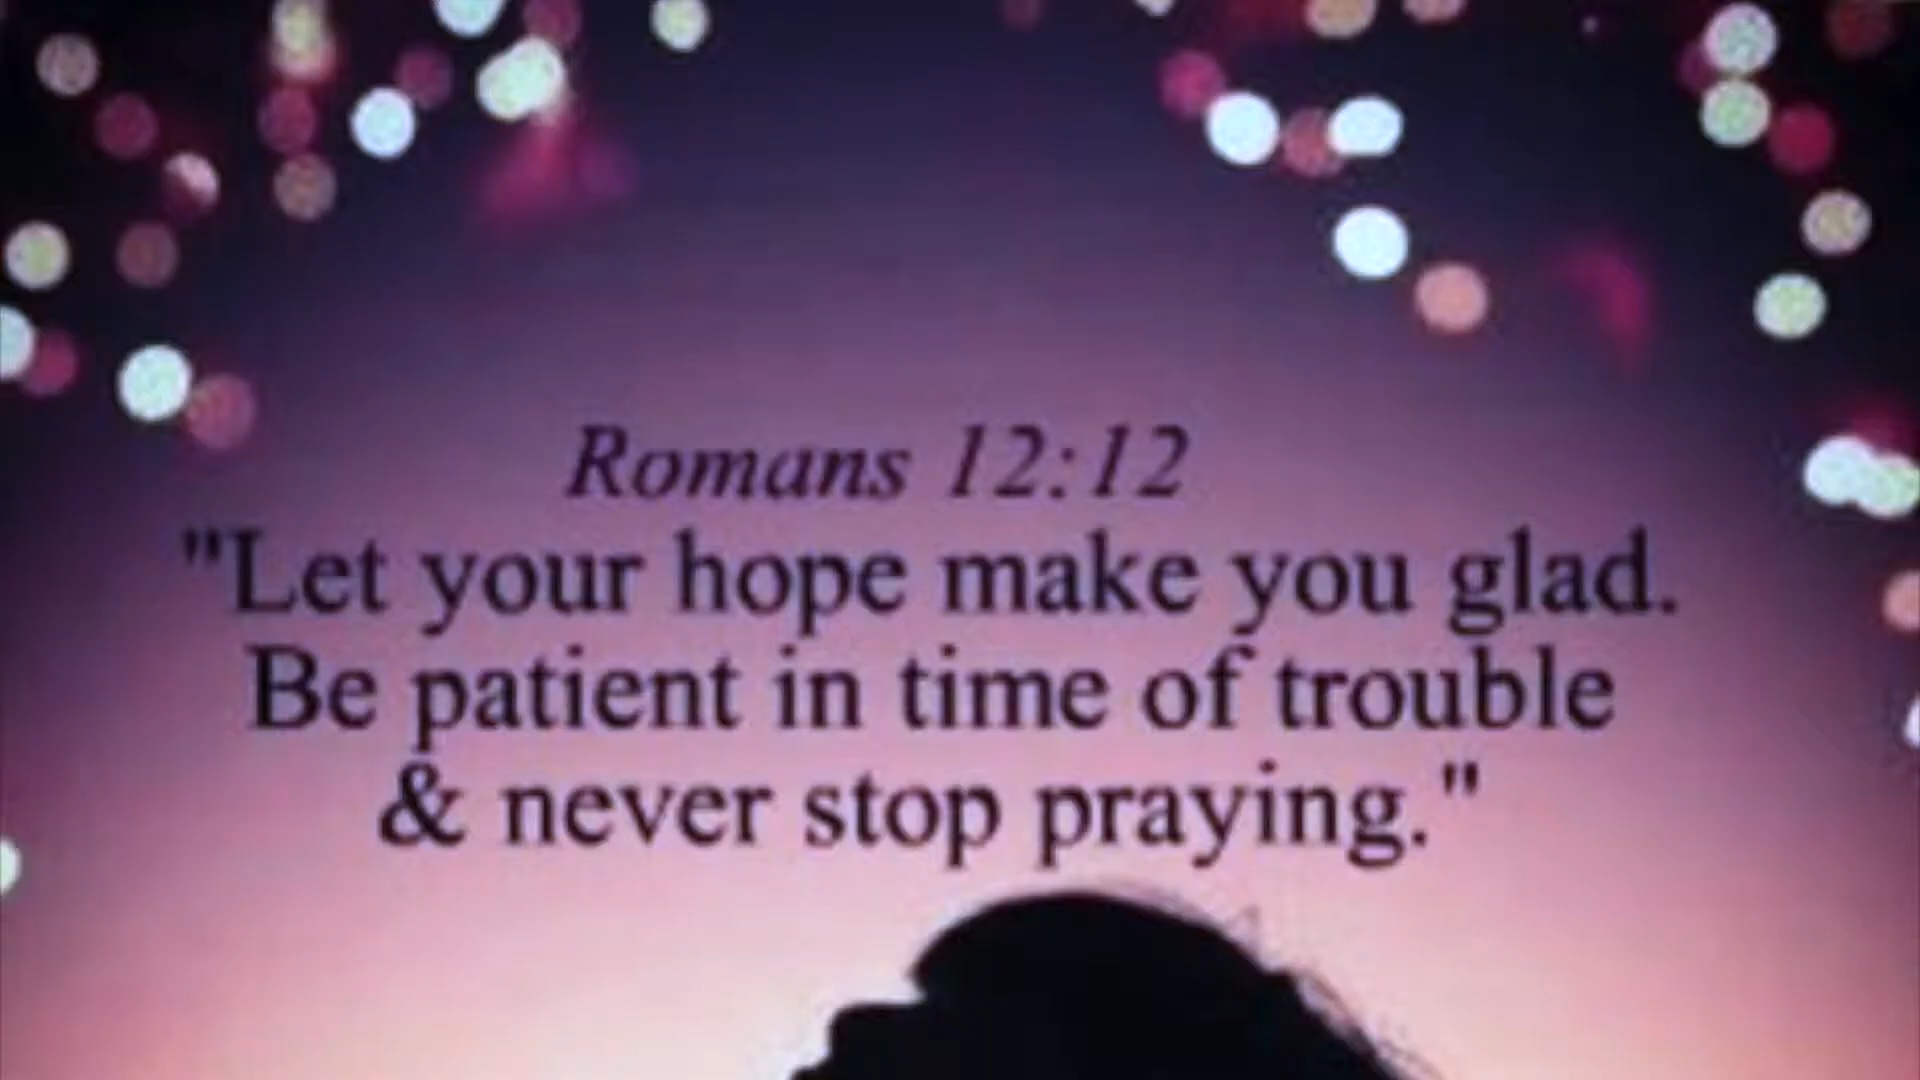 Romans 12:12
"Let your hope make you glad.
Be patient in time of trouble
& never stop praying."